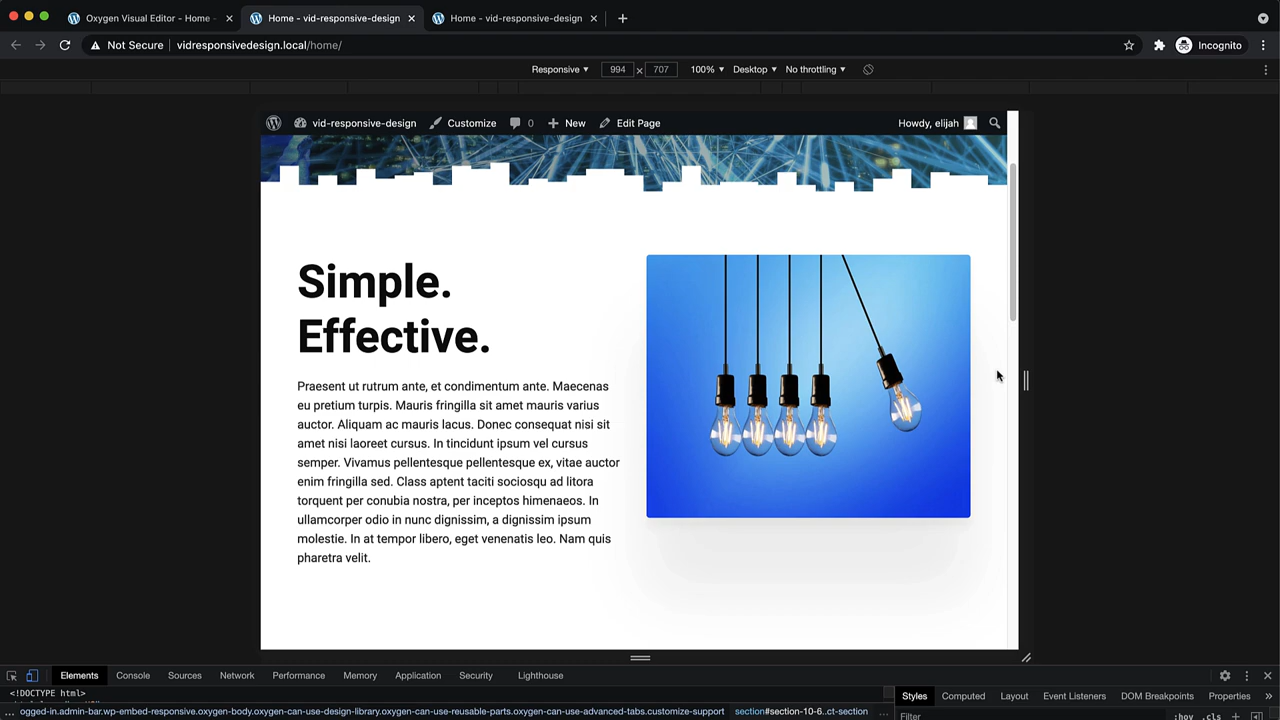 Oxygen Visual Editor - Home -
Home - vid-responsive-design
Home - vid-responsive-design
Not Secure
vidresponsivedesign.local/home/
Incognito
Responsive
994
707
100%
Desktop
No throttling
vid-responsive-design
Customize
0
New
Edit Page
Howdy, elijah
Simple.
Effective.
Praesent ut rutrum ante, et condimentum ante. Maecenas
eu pretium turpis. Mauris fringilla sit amet mauris varius
auctor. Aliquam ac mauris lacus. Donec consequat nisi sit
amet nisi laoreet cursus. In tincidunt ipsum vel cursus
semper. Vivamus pellentesque pellentesque ex, vitae auctor
enim fringilla sed. Class aptent taciti sociosqu ad litora
torquent per conubia nostra, per inceptos himenaeos. In
ullamcorper odio in nunc dignissim, a dignissim ipsum
molestie. In at tempor libero, eget venenatis leo. Nam quis
pharetra velit.
Elements
Console
Sources
Network
Performance
Memory
Application
Security
Lighthouse
<!DOCTYPE html>
Styles
Computed
Layout
Event Listeners
DOM Breakpoints
Properties
... ogged-in.admin-bar.wp-embed-responsive.oxygen-body.oxygen-can-use-design-library.oxygen-can-use-reusable-parts.oxygen-can-use-advanced-tabs.customize-support
section#section-10-6..ct-section
...
Filter
:hov
.cls